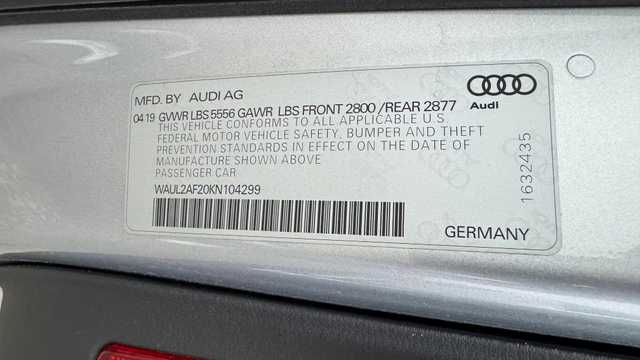 MFD. BY AUDI AG
04 19 GVWR LBS 5556 GAWR LBS FRONT 2800 / REAR 2877
THIS VEHICLE CONFORMS TO ALL APPLICABLE U.S.
FEDERAL MOTOR VEHICLE SAFETY, BUMPER AND THEFT
PREVENTION STANDARDS IN EFFECT ON THE DATE OF
MANUFACTURE SHOWN ABOVE
PASSENGER CAR
WAUL2AF20KN104299
Audi
1632435
GERMANY